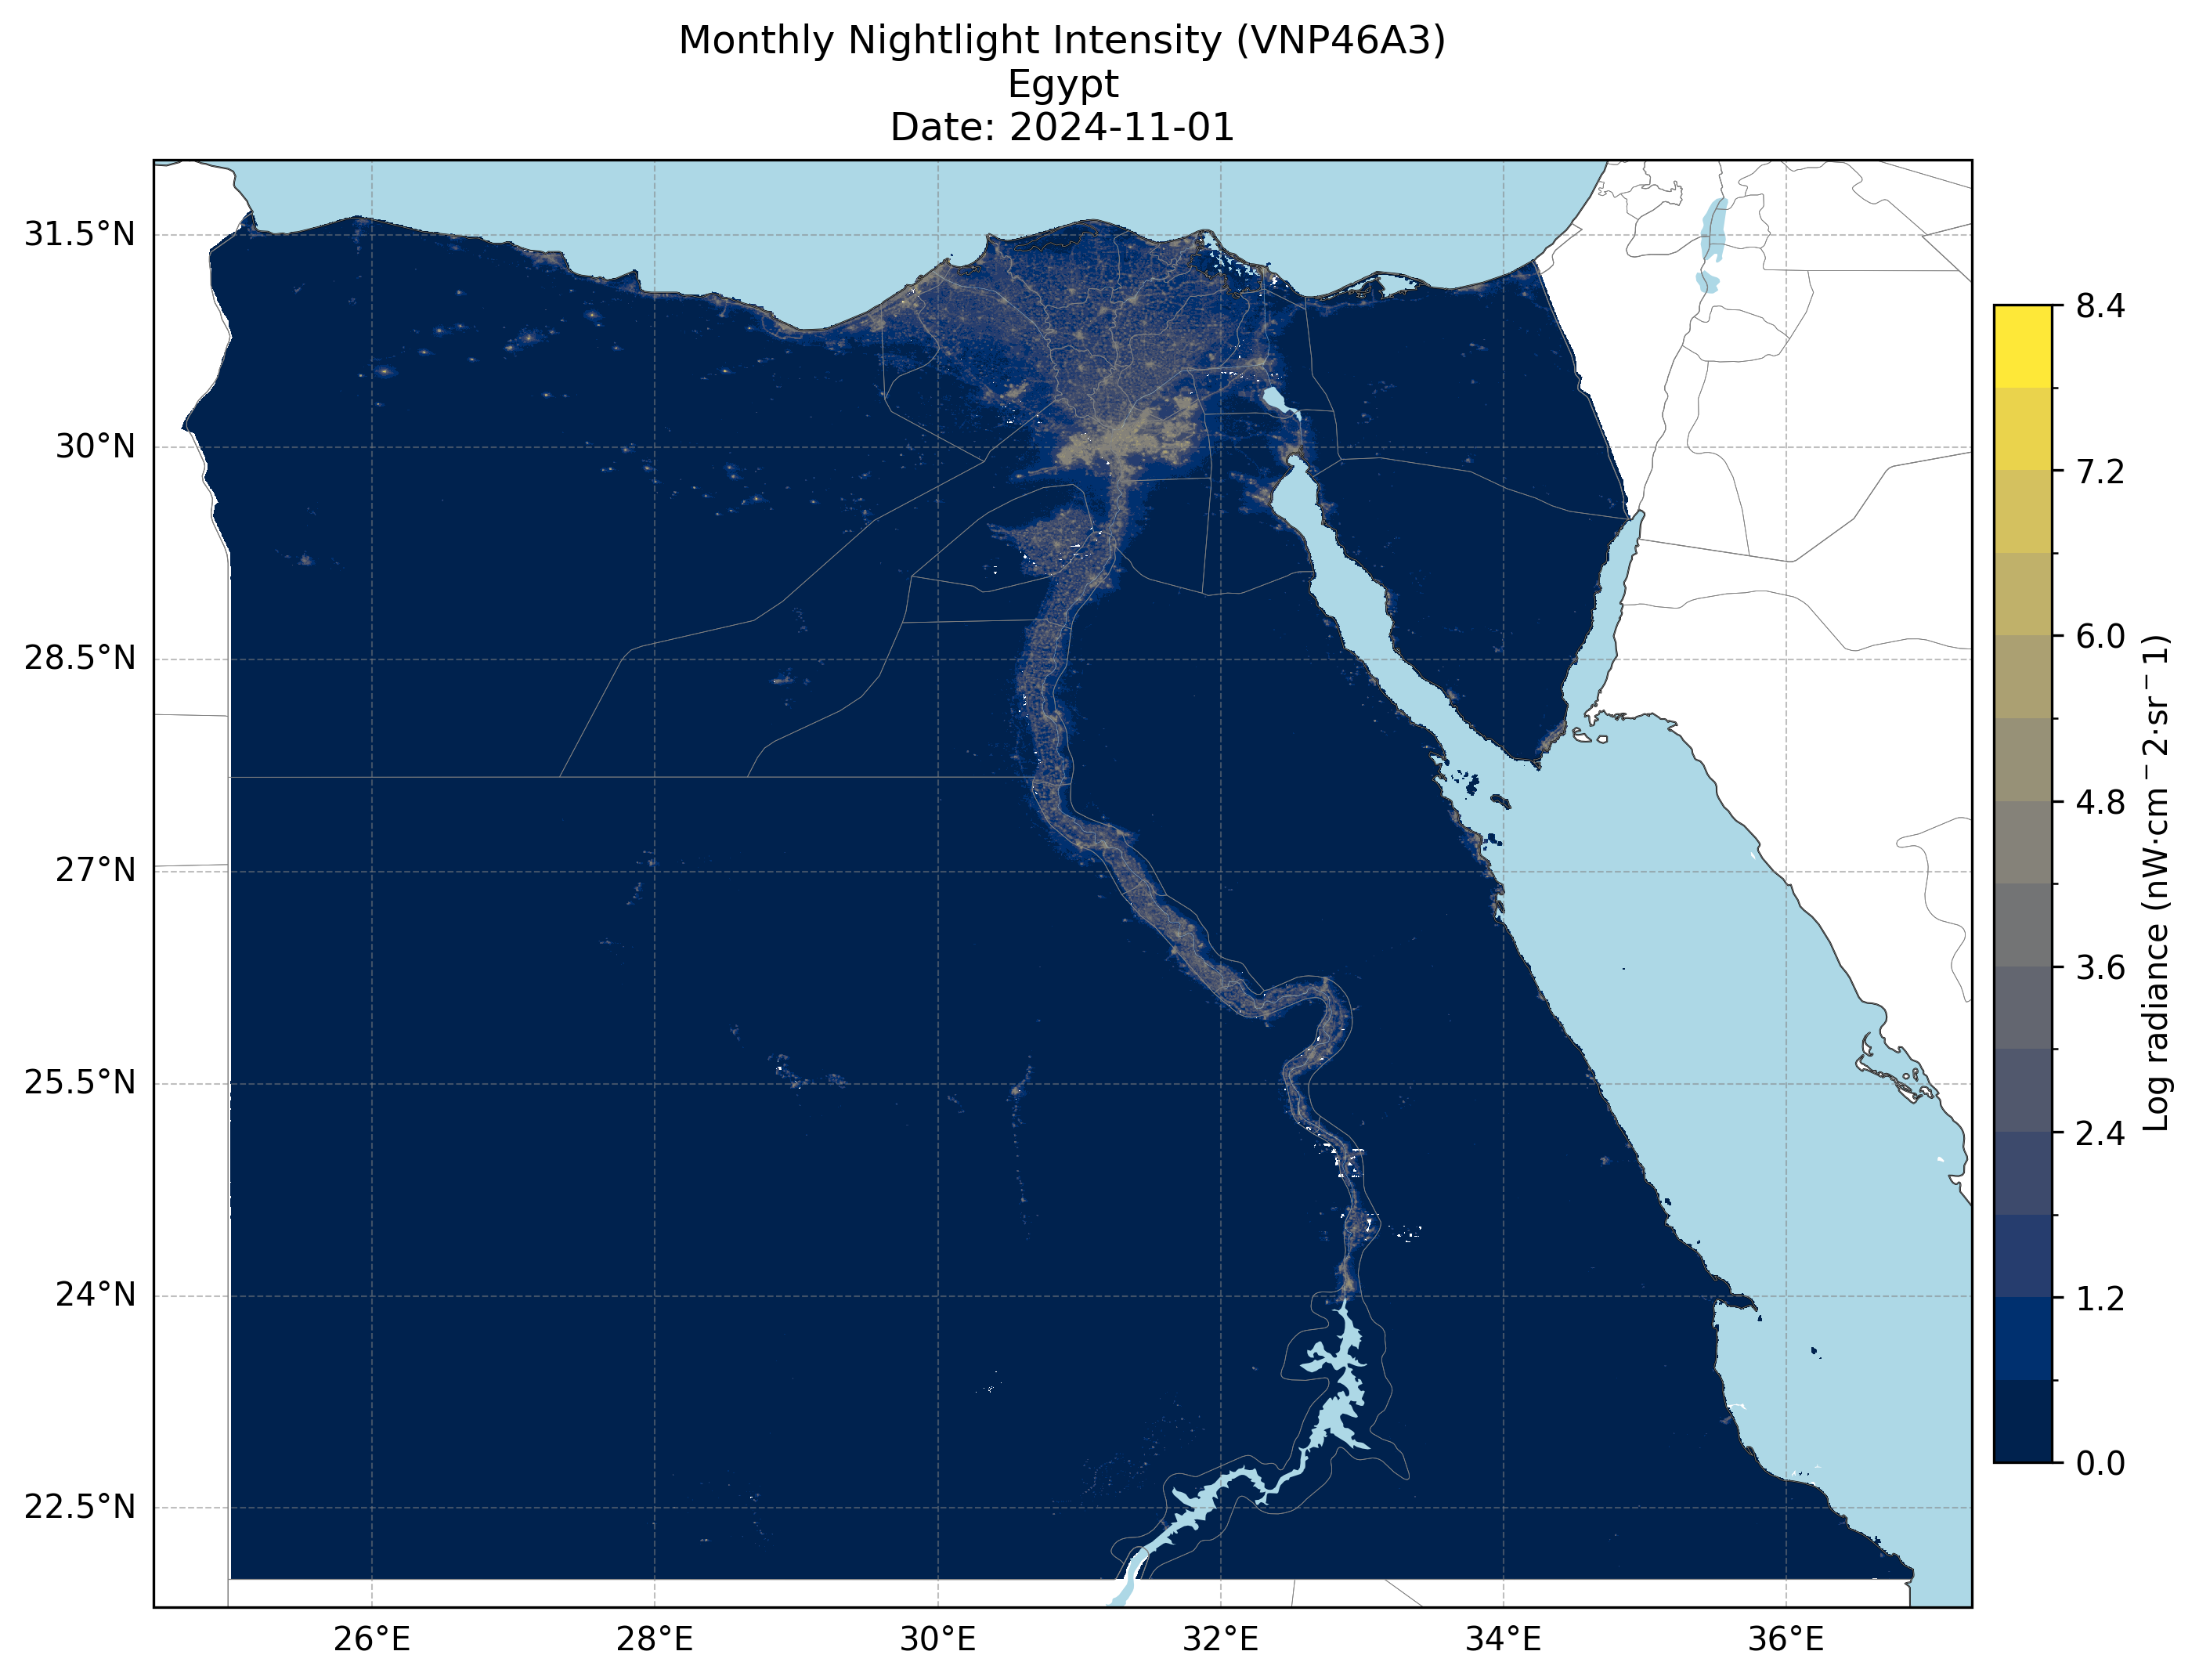 Monthly Nightlight Intensity (VNP46A3)
Egypt
Date: 2024-11-01
31.5°N
30°N
28.5°N
27°N
25.5°N
24°N
22.5°N
26°E
28°E
30°E
32°E
34°E
36°E
8.4
7.2
6.0
4.8
3.6
2.4
1.2
0.0
Log radiance (nW·cm⁻2·sr⁻1)